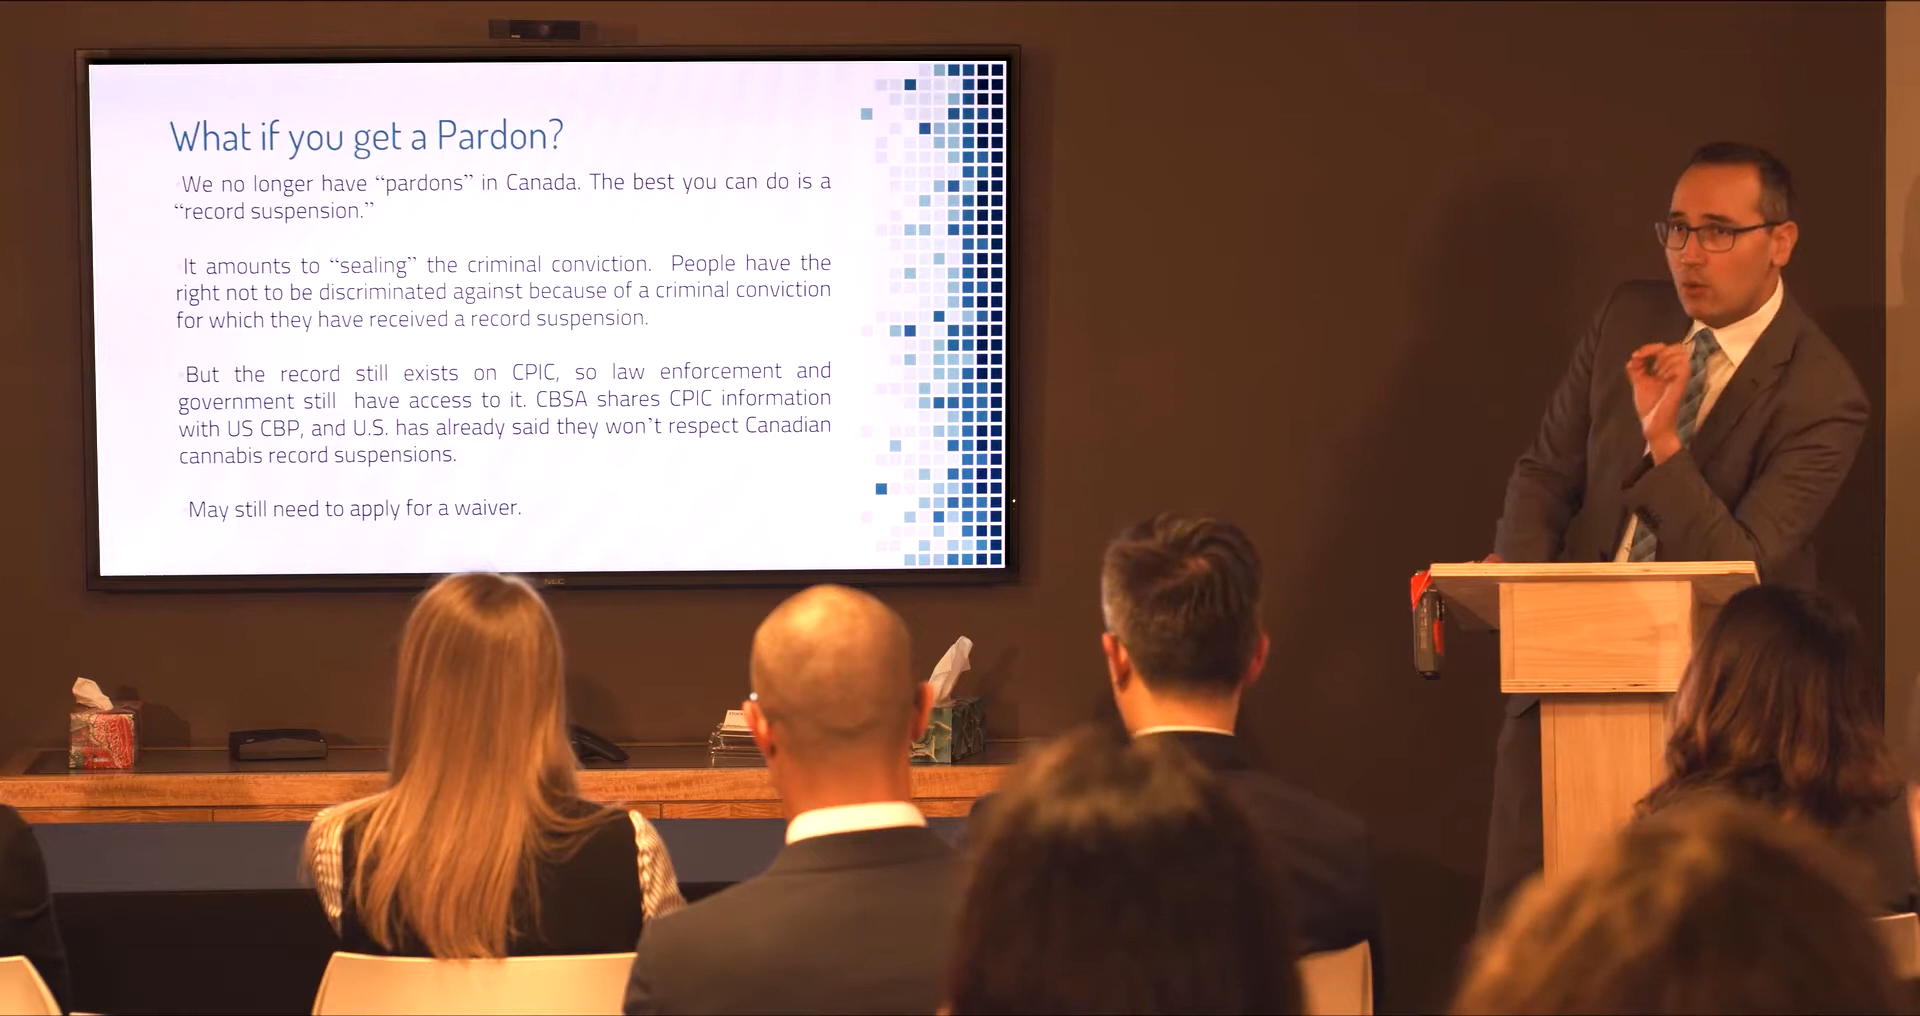 What if you get a Pardon?
We no longer have “pardons” in Canada. The best you can do is a
“record suspension.”
It amounts to “sealing” the criminal conviction. People have the
right not to be discriminated against because of a criminal conviction
for which they have received a record suspension.
But the record still exists on CPIC, so law enforcement and
government still have access to it. CBSA shares CPIC information
with US CBP, and U.S. has already said they won’t respect Canadian
cannabis record suspensions.
May still need to apply for a waiver.
NEC